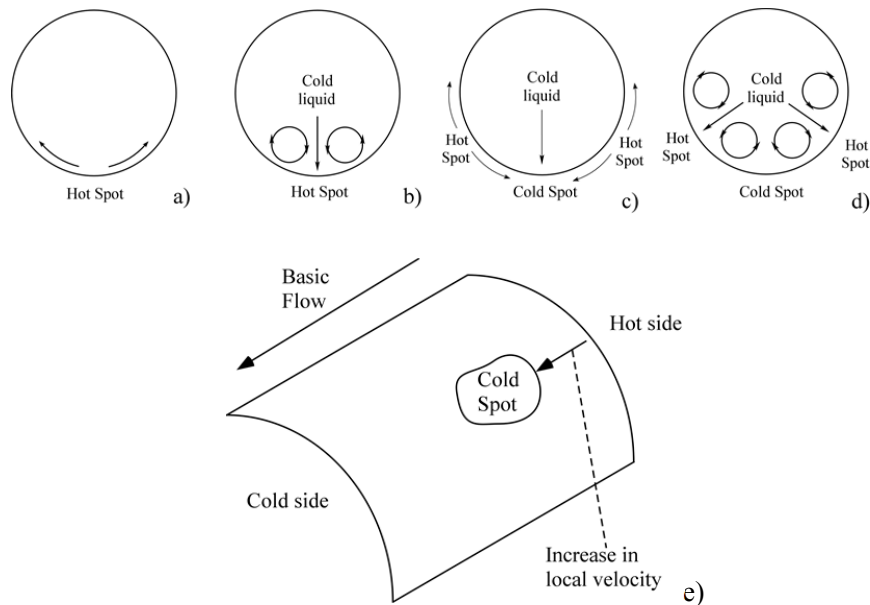 Hot Spot
a)
Cold
liquid
Hot Spot
b)
Cold
liquid
Hot
Spot
Hot
Spot
Cold Spot
c)
Cold
liquid
Hot
Spot
Hot
Spot
Cold Spot
d)
Basic
Flow
Hot side
Cold
Spot
Cold side
Increase in
local velocity
e)